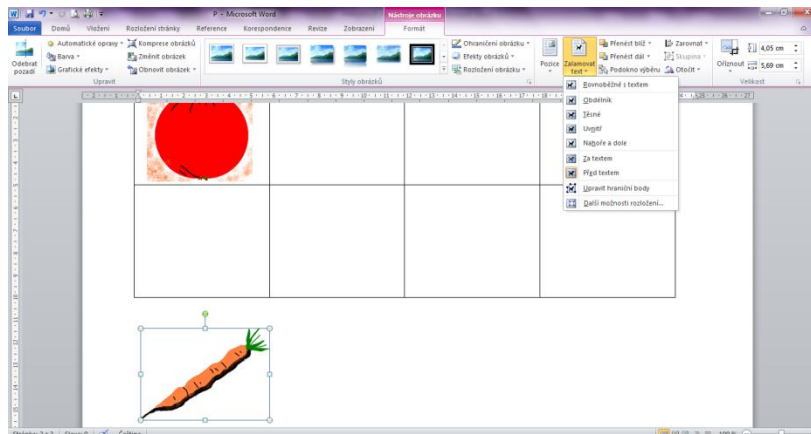 P - Microsoft Word
Nástroje obrázku
Soubor Domů Vložení Rozložení stránky Reference Korespondence Revize Zobrazení Formát
Odebrat pozadí
Automatické opravy
Barva
Grafické efekty
Komprese obrázků
Změnit obrázek
Obnovit obrázek
Upravit
Styly obrázků
Ohraničení obrázku
Efekty obrázků
Rozložení obrázku
Pozice
Zalamovat text
Přenést blíž
Přenést dál
Podokno výběru
Zarovnat
Skupina
Otočit
Oříznout
4,05 cm
5,69 cm
Velikost
Rovnoběžně s textem
Obdélník
Těsné
Uvnitř
Nahoře a dole
Za textem
Před textem
Upravit hraniční body
Další možnosti rozložení...